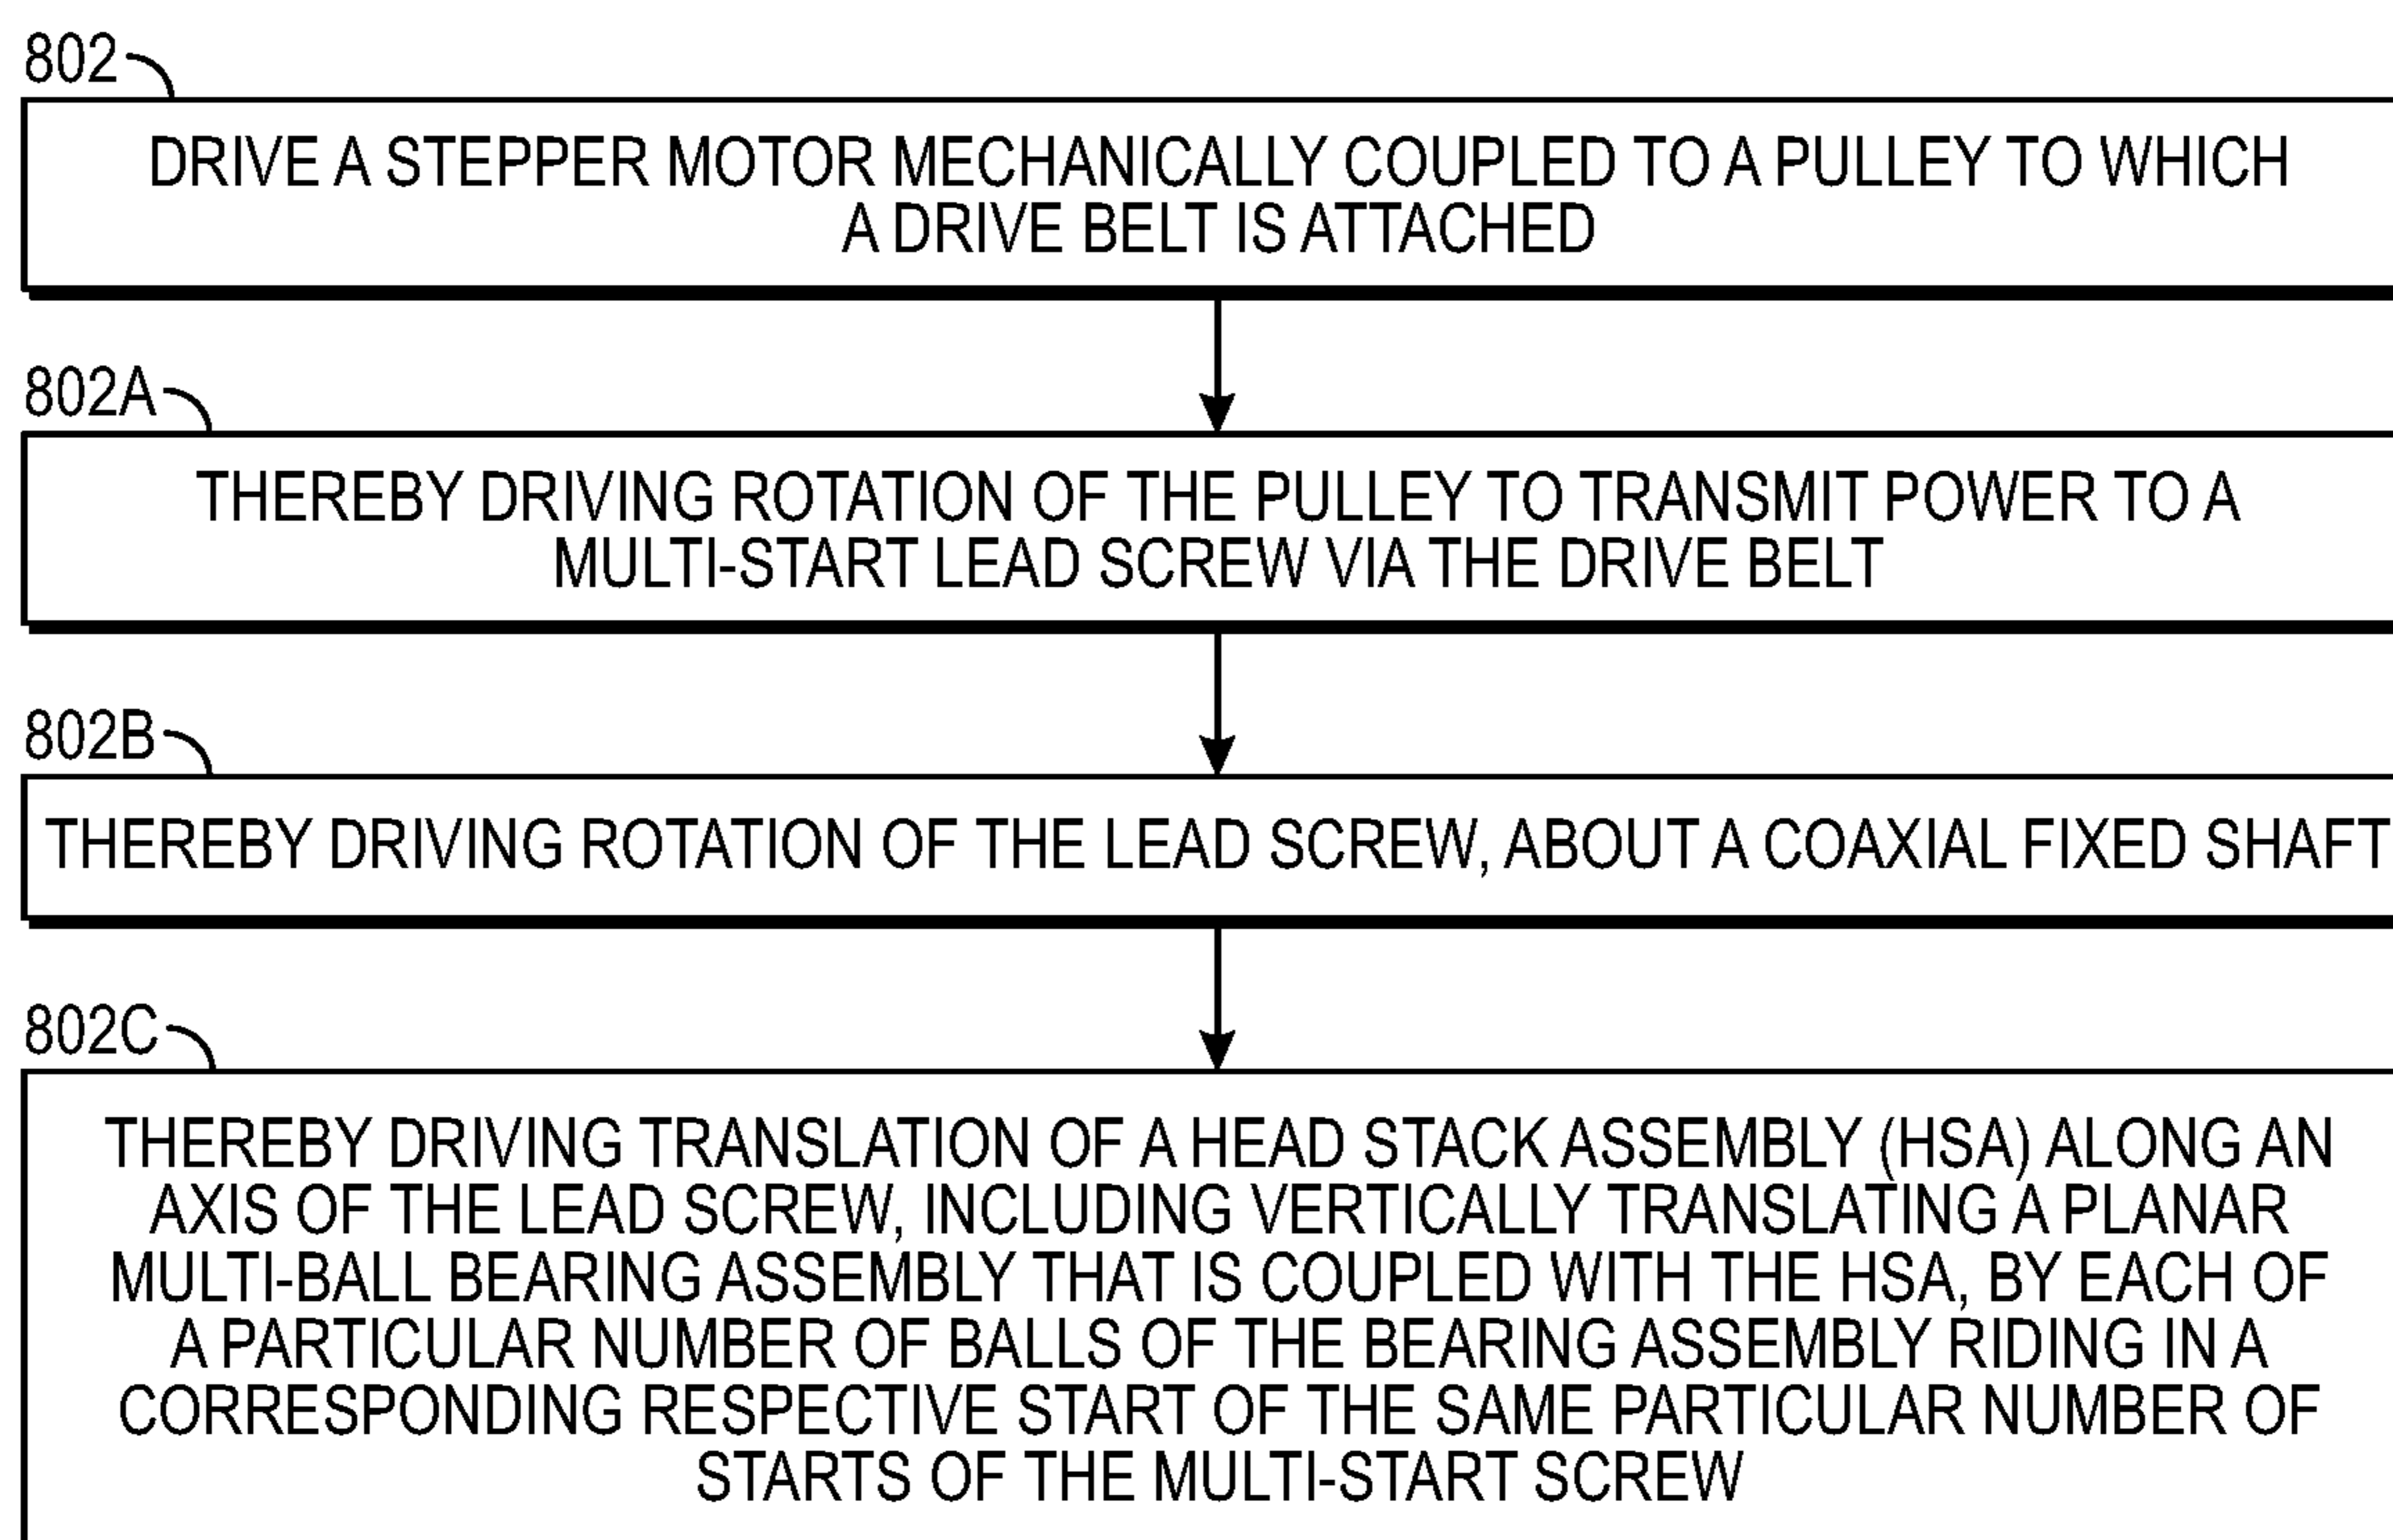 802
DRIVE A STEPPER MOTOR MECHANICALLY COUPLED TO A PULLEY TO WHICH
A DRIVE BELT IS ATTACHED
802A
THEREBY DRIVING ROTATION OF THE PULLEY TO TRANSMIT POWER TO A
MULTI-START LEAD SCREW VIA THE DRIVE BELT
802B
THEREBY DRIVING ROTATION OF THE LEAD SCREW, ABOUT A COAXIAL FIXED SHAFT
802C
THEREBY DRIVING TRANSLATION OF A HEAD STACK ASSEMBLY (HSA) ALONG AN
AXIS OF THE LEAD SCREW, INCLUDING VERTICALLY TRANSLATING A PLANAR
MULTI-BALL BEARING ASSEMBLY THAT IS COUPLED WITH THE HSA, BY EACH OF
A PARTICULAR NUMBER OF BALLS OF THE BEARING ASSEMBLY RIDING IN A
CORRESPONDING RESPECTIVE START OF THE SAME PARTICULAR NUMBER OF
STARTS OF THE MULTI-START SCREW